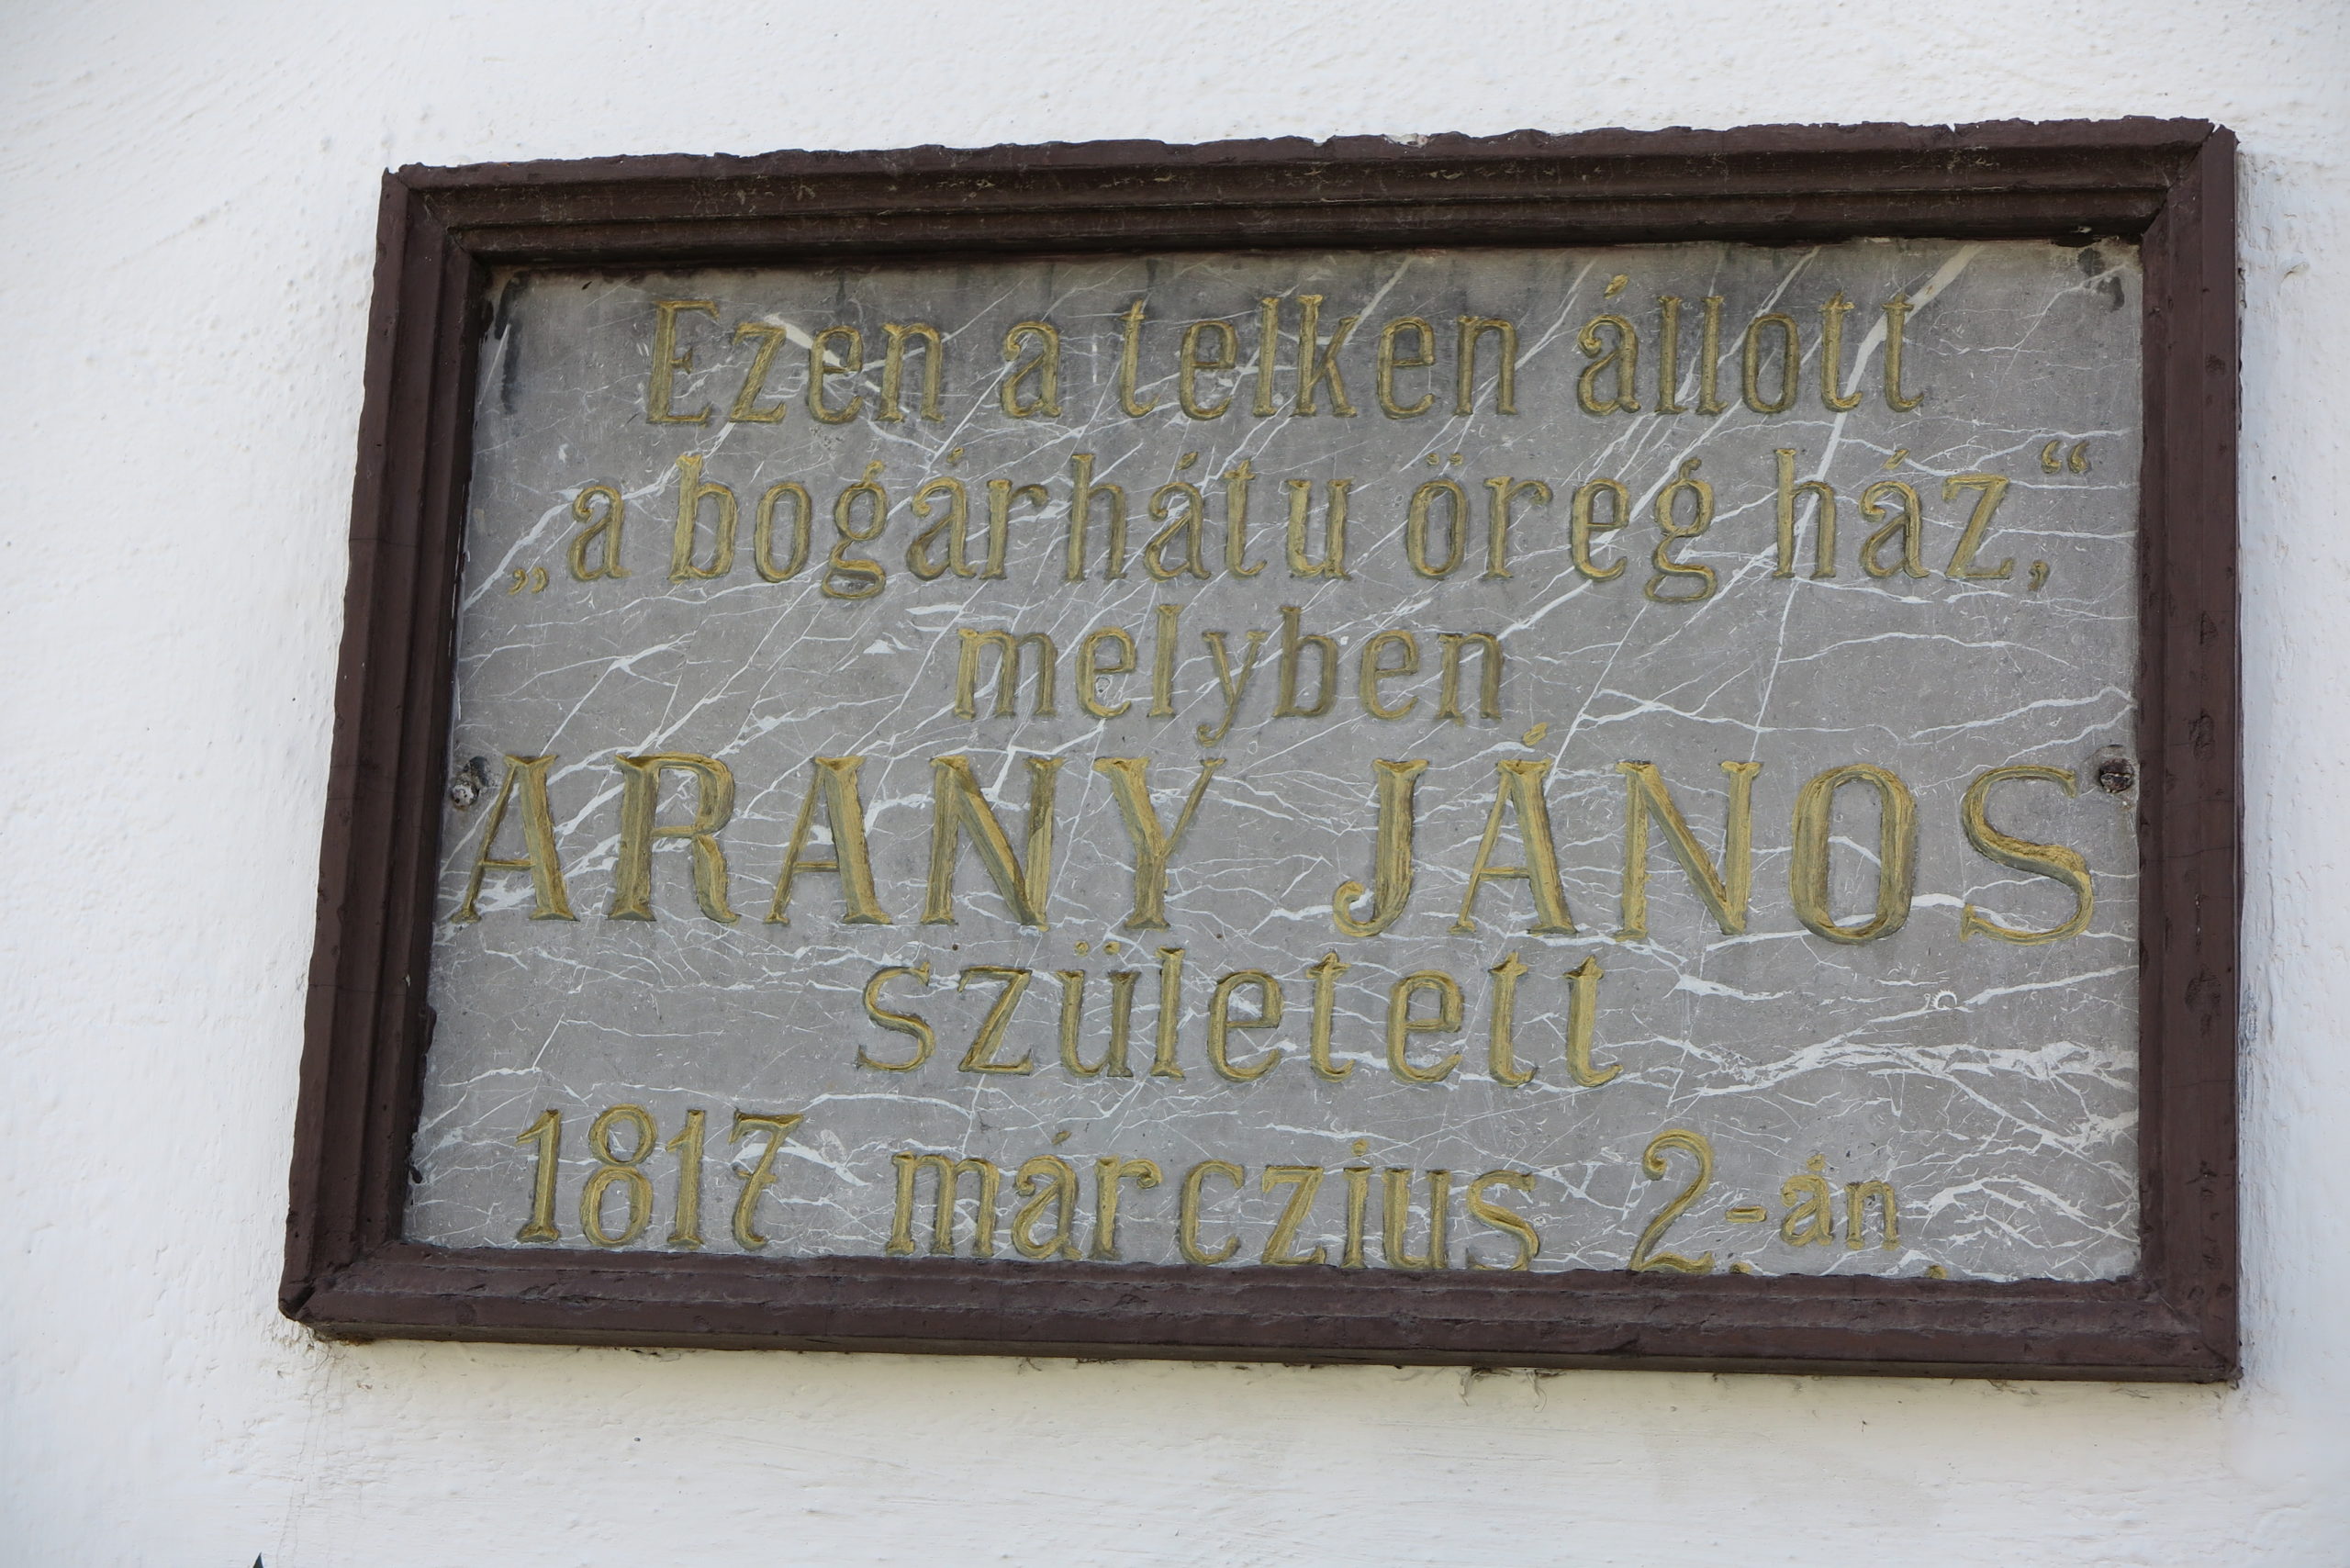 Ezen a telken állott
„a bogárhátu öreg ház,“
melyben
ARANY JÁNOS
született
1817 márczius 2-án.